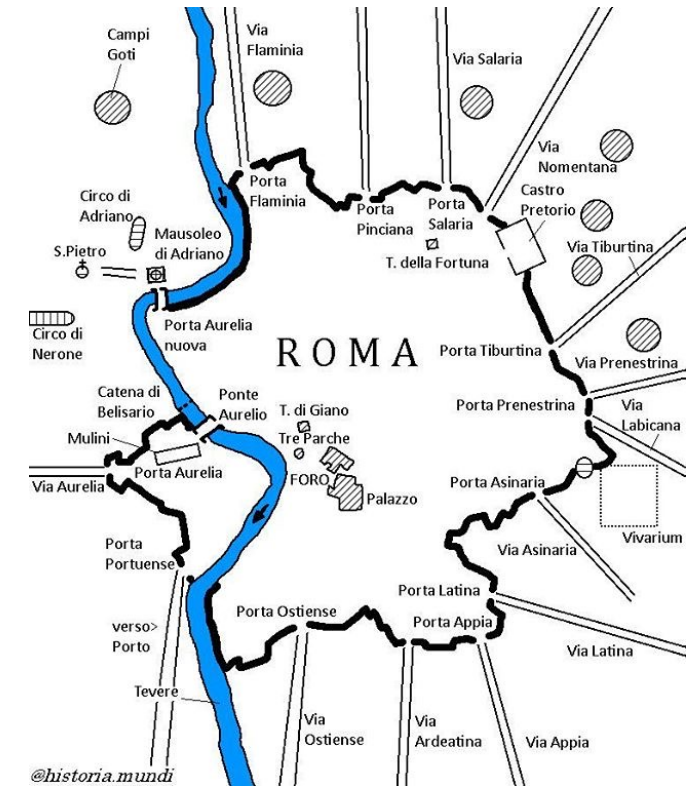 Campi
Goti
Via
Flaminia
Via Salaria
Via
Nomentana
Porta
Flaminia
Porta
Pinciana
Porta
Salaria
Castro
Pretorio
Circo di
Adriano
Mausoleo
di Adriano
S.Pietro
T. della Fortuna
Via Tiburtina
Circo di
Nerone
Porta Aurelia
nuova
ROMA
Porta Tiburtina
Via Prenestrina
Catena di
Belisario
Ponte
Aurelio
T. di Giano
Porta Prenestrina
Via
Labicana
Mulini
Tre Parche
Porta Aurelia
FORO
Via Aurelia
Palazzo
Porta Asinaria
Vivarium
Via Asinaria
Porta
Portuense
Porta Latina
Porta Ostiense
Porta Appia
verso>
Porto
Via Latina
Tevere
Via
Ostiense
Via
Ardeatina
Via Appia
@historia.mundi